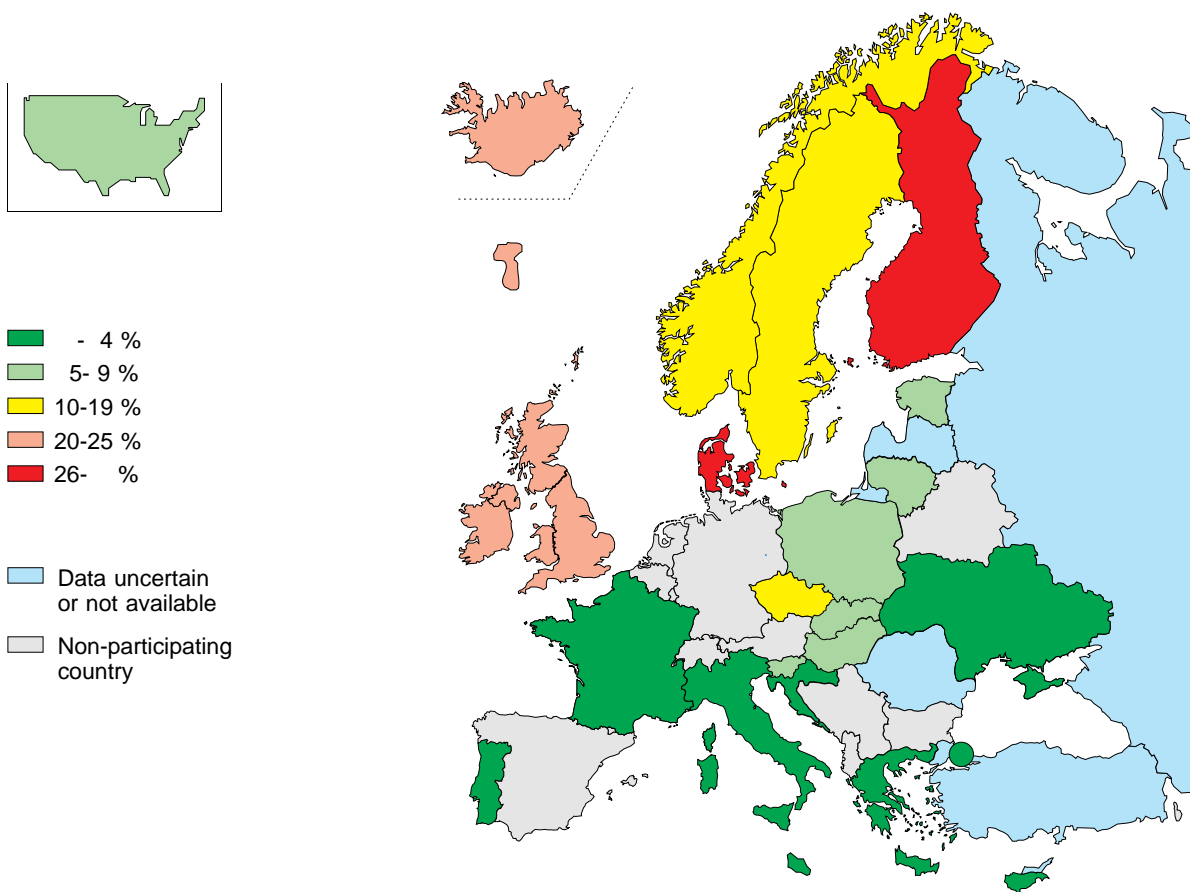 - 4 %
5- 9 %
10-19 %
20-25 %
26- %
Data uncertain
or not available
Non-participating
country